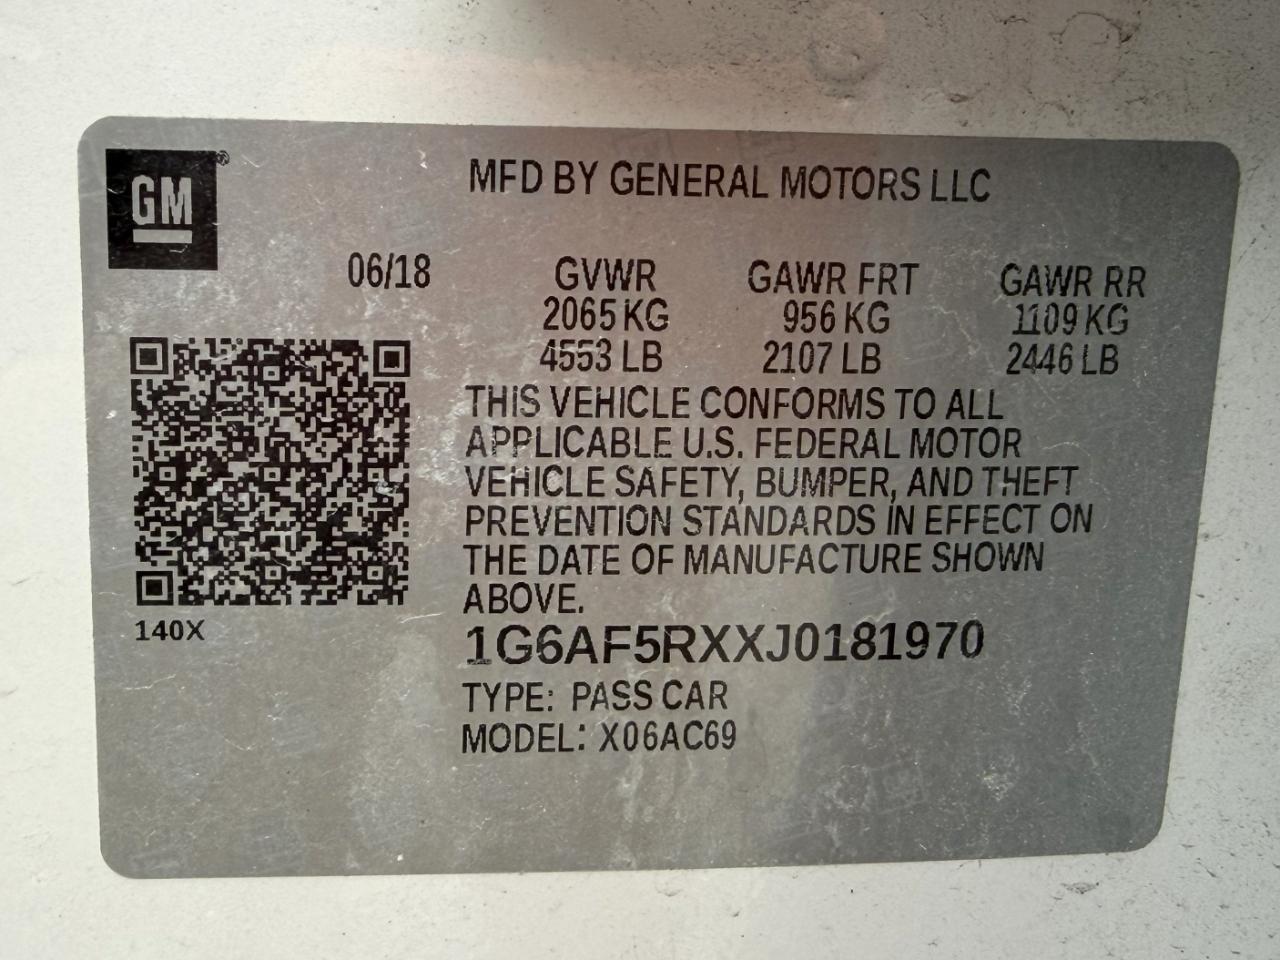 GM®
MFD BY GENERAL MOTORS LLC
06/18 GVWR GAWR FRT GAWR RR
2065 KG 956 KG 1109 KG
4553 LB 2107 LB 2446 LB
THIS VEHICLE CONFORMS TO ALL
APPLICABLE U.S. FEDERAL MOTOR
VEHICLE SAFETY, BUMPER, AND THEFT
PREVENTION STANDARDS IN EFFECT ON
THE DATE OF MANUFACTURE SHOWN
ABOVE.
140X
1G6AF5RXXJ0181970
TYPE: PASS CAR
MODEL: X06AC69